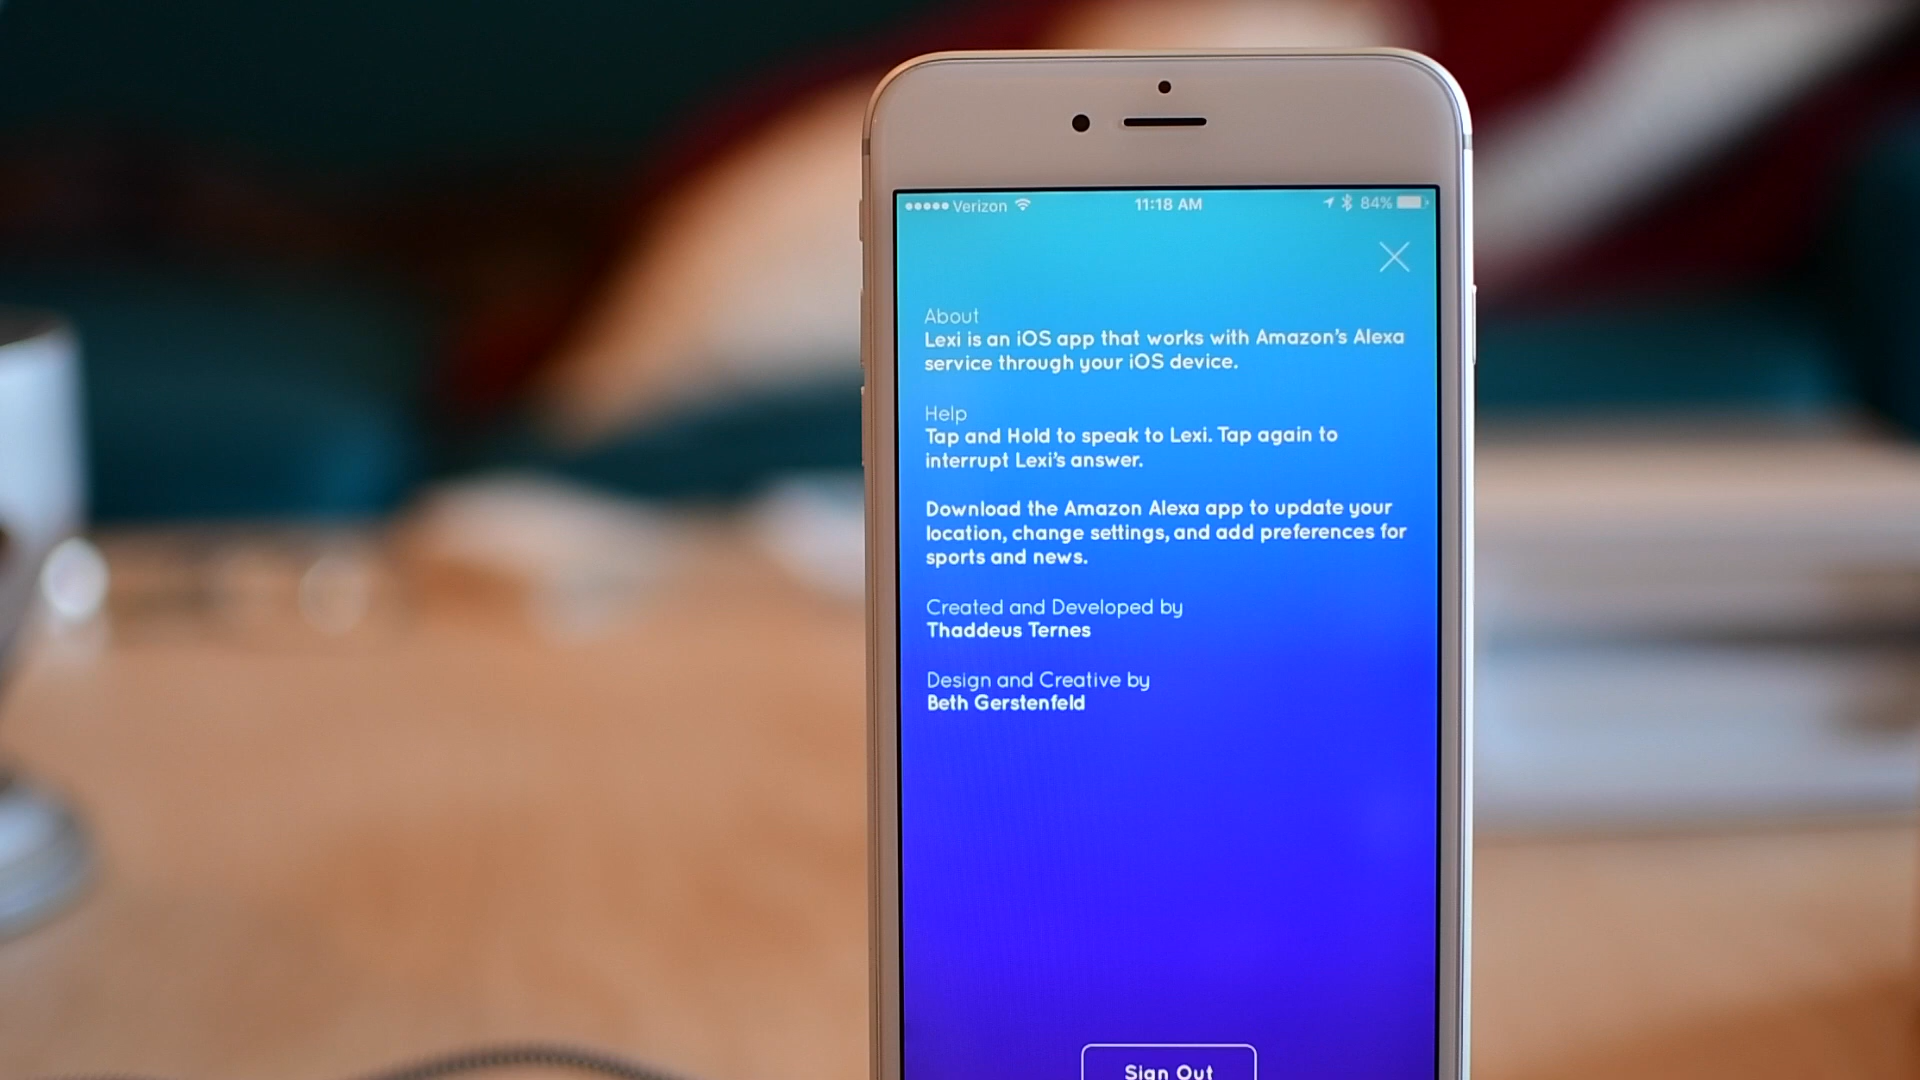 Verizon 11:18 AM 84%
About
Lexi is an iOS app that works with Amazon's Alexa
service through your iOS device.
Help
Tap and Hold to speak to Lexi. Tap again to
interrupt Lexi's answer.
Download the Amazon Alexa app to update your
location, change settings, and add preferences for
sports and news.
Created and Developed by
Thaddeus Ternes
Design and Creative by
Beth Gerstenfeld
Sign Out